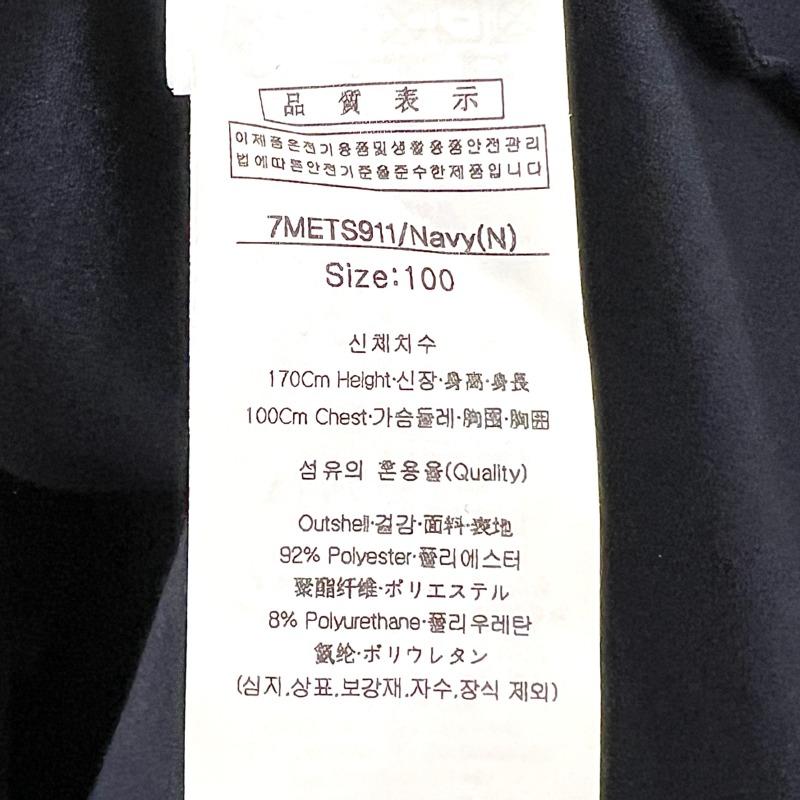 品質表示
이제품은전기용품및생활용품안전관리
법에따른안전기준을준수한제품입니다
7METS911/Navy(N)
Size:100
신체치수
170Cm Height·신장·身高·身長
100Cm Chest·가슴둘레·胸围·胸囲
섬유의 혼용율(Quality)
Outshell·겉감·面料·表地
92% Polyester·폴리에스터
聚酯纤维·ポリエステル
8% Polyurethane·폴리우레탄
氨纶·ポリウレタン
(심지,상표,보강재,자수,장식 제외)